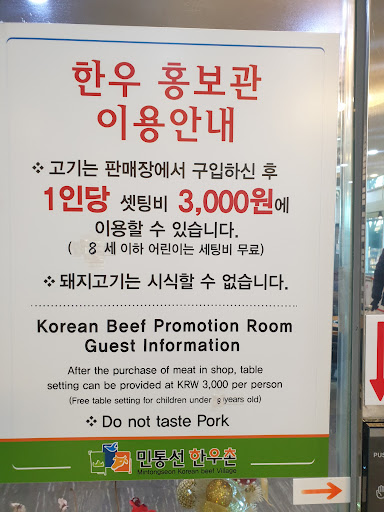 한우 홍보관
이용안내
❖ 고기는 판매장에서 구입하신 후
1인당 셋팅비 3,000원에
이용할 수 있습니다.
( 8 세 이하 어린이는 세팅비 무료)
❖ 돼지고기는 시식할 수 없습니다.
Korean Beef Promotion Room
Guest Information
After the purchase of meat in shop, table
setting can be provided at KRW 3,000 per person
(Free table setting for children under 8 years old)
❖ Do not taste Pork
민통선 한우촌
Mintongseon Korean beef Village
PUS